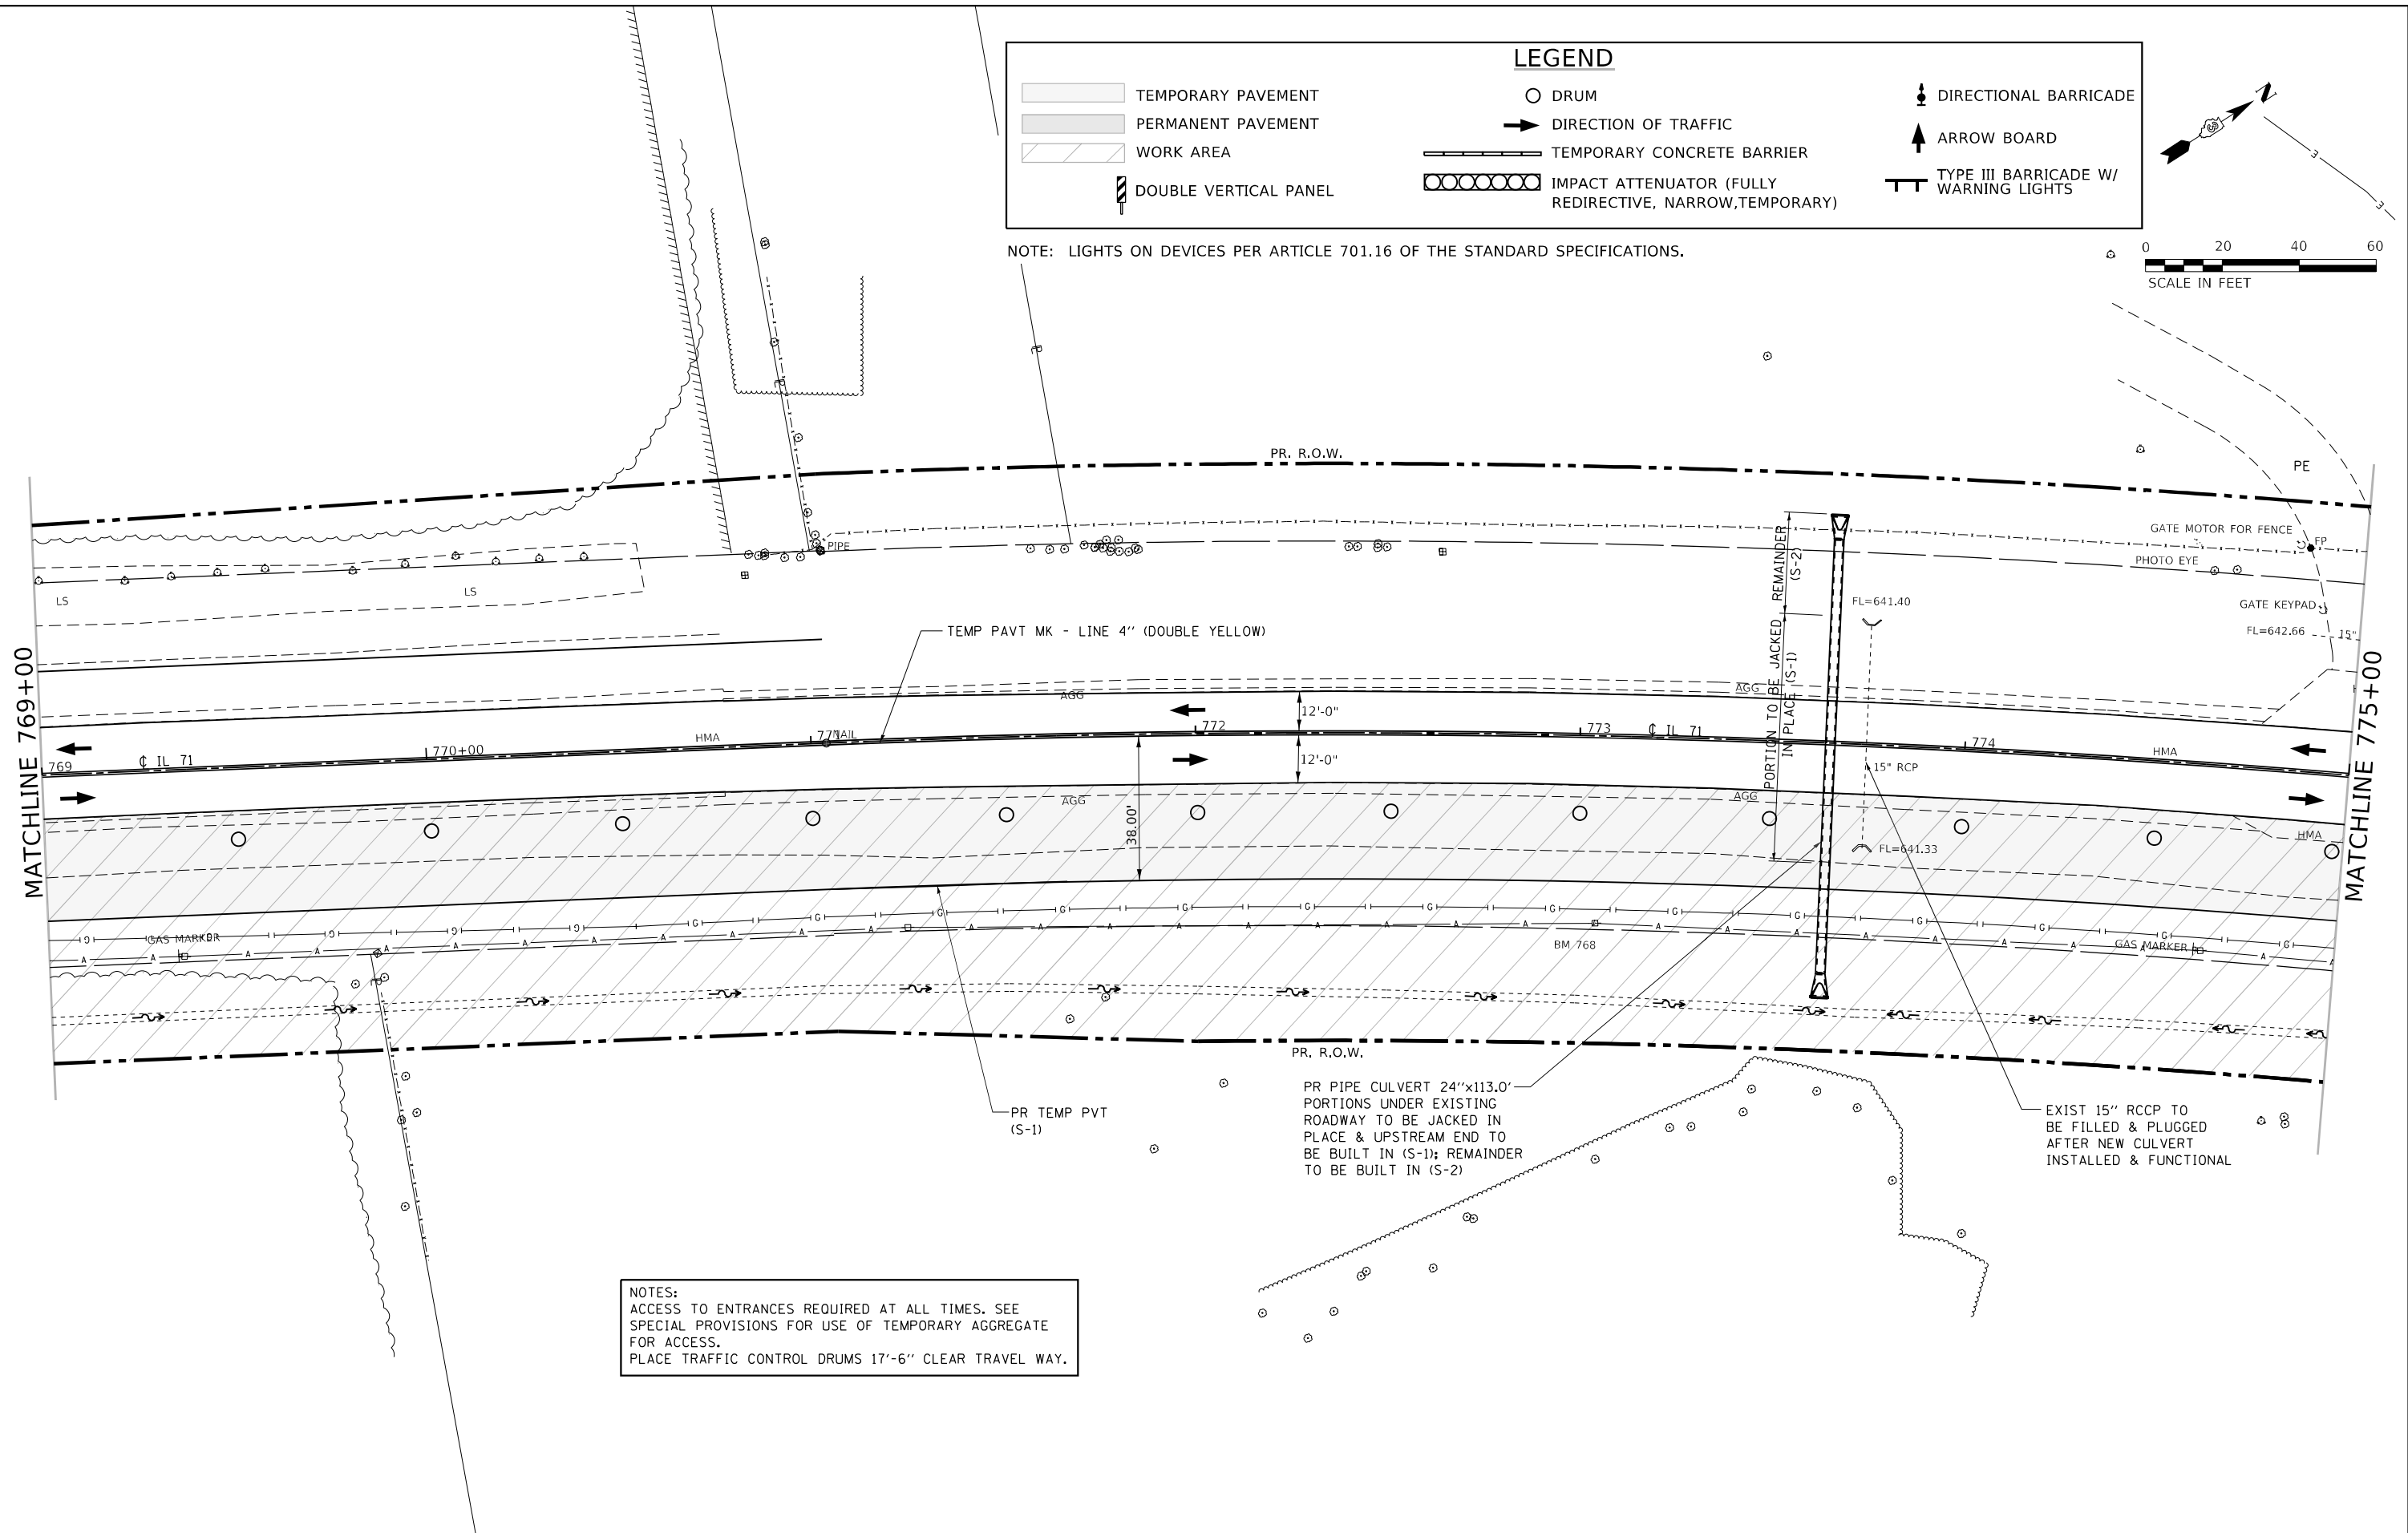 LEGEND
TEMPORARY PAVEMENT
PERMANENT PAVEMENT
WORK AREA
DOUBLE VERTICAL PANEL
DRUM
DIRECTION OF TRAFFIC
TEMPORARY CONCRETE BARRIER
IMPACT ATTENUATOR (FULLY
REDIRECTIVE, NARROW,TEMPORARY)
DIRECTIONAL BARRICADE
ARROW BOARD
TYPE III BARRICADE W/
WARNING LIGHTS
N
3
3
NOTE: LIGHTS ON DEVICES PER ARTICLE 701.16 OF THE STANDARD SPECIFICATIONS.
0 20 40 60
SCALE IN FEET
PR. R.O.W.
PE
GATE MOTOR FOR FENCE
FP
PHOTO EYE
GATE KEYPAD
FL=642.66
15"
PIPE
LS
LS
REMAINDER
(S-2)
PORTION TO BE JACKED
IN PLACE (S-1)
FL=641.40
TEMP PAVT MK - LINE 4'' (DOUBLE YELLOW)
MATCHLINE 769+00
MATCHLINE 775+00
AGG
AGG
12'-0"
12'-0"
769
℄ IL 71
770+00
HMA
NAIL
772
773
℄ IL 71
774
HMA
15" RCP
AGG
AGG
HMA
38.00'
FL=641.33
G G G G G G G G G G G G G G G G G G
A A A A A A A A A A A A A A A A A A
GAS MARKER
BM 768
GAS MARKER
PR. R.O.W.
PR TEMP PVT
(S-1)
PR PIPE CULVERT 24''x113.0'
PORTIONS UNDER EXISTING
ROADWAY TO BE JACKED IN
PLACE & UPSTREAM END TO
BE BUILT IN (S-1); REMAINDER
TO BE BUILT IN (S-2)
EXIST 15'' RCCP TO
BE FILLED & PLUGGED
AFTER NEW CULVERT
INSTALLED & FUNCTIONAL
NOTES:
ACCESS TO ENTRANCES REQUIRED AT ALL TIMES. SEE
SPECIAL PROVISIONS FOR USE OF TEMPORARY AGGREGATE
FOR ACCESS.
PLACE TRAFFIC CONTROL DRUMS 17'-6'' CLEAR TRAVEL WAY.